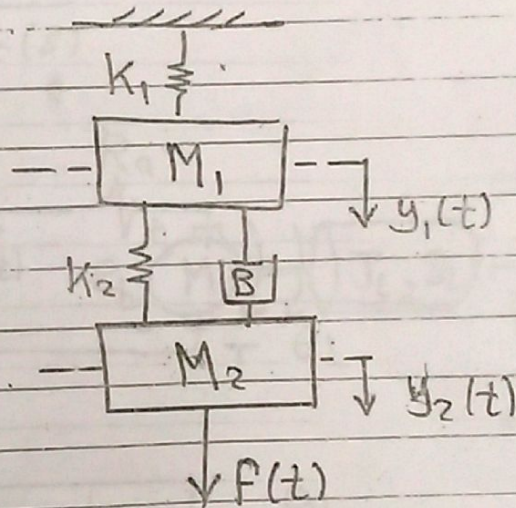 K₁
M₁
y₁(t)
K₂ B
M₂
y₂(t)
f(t)